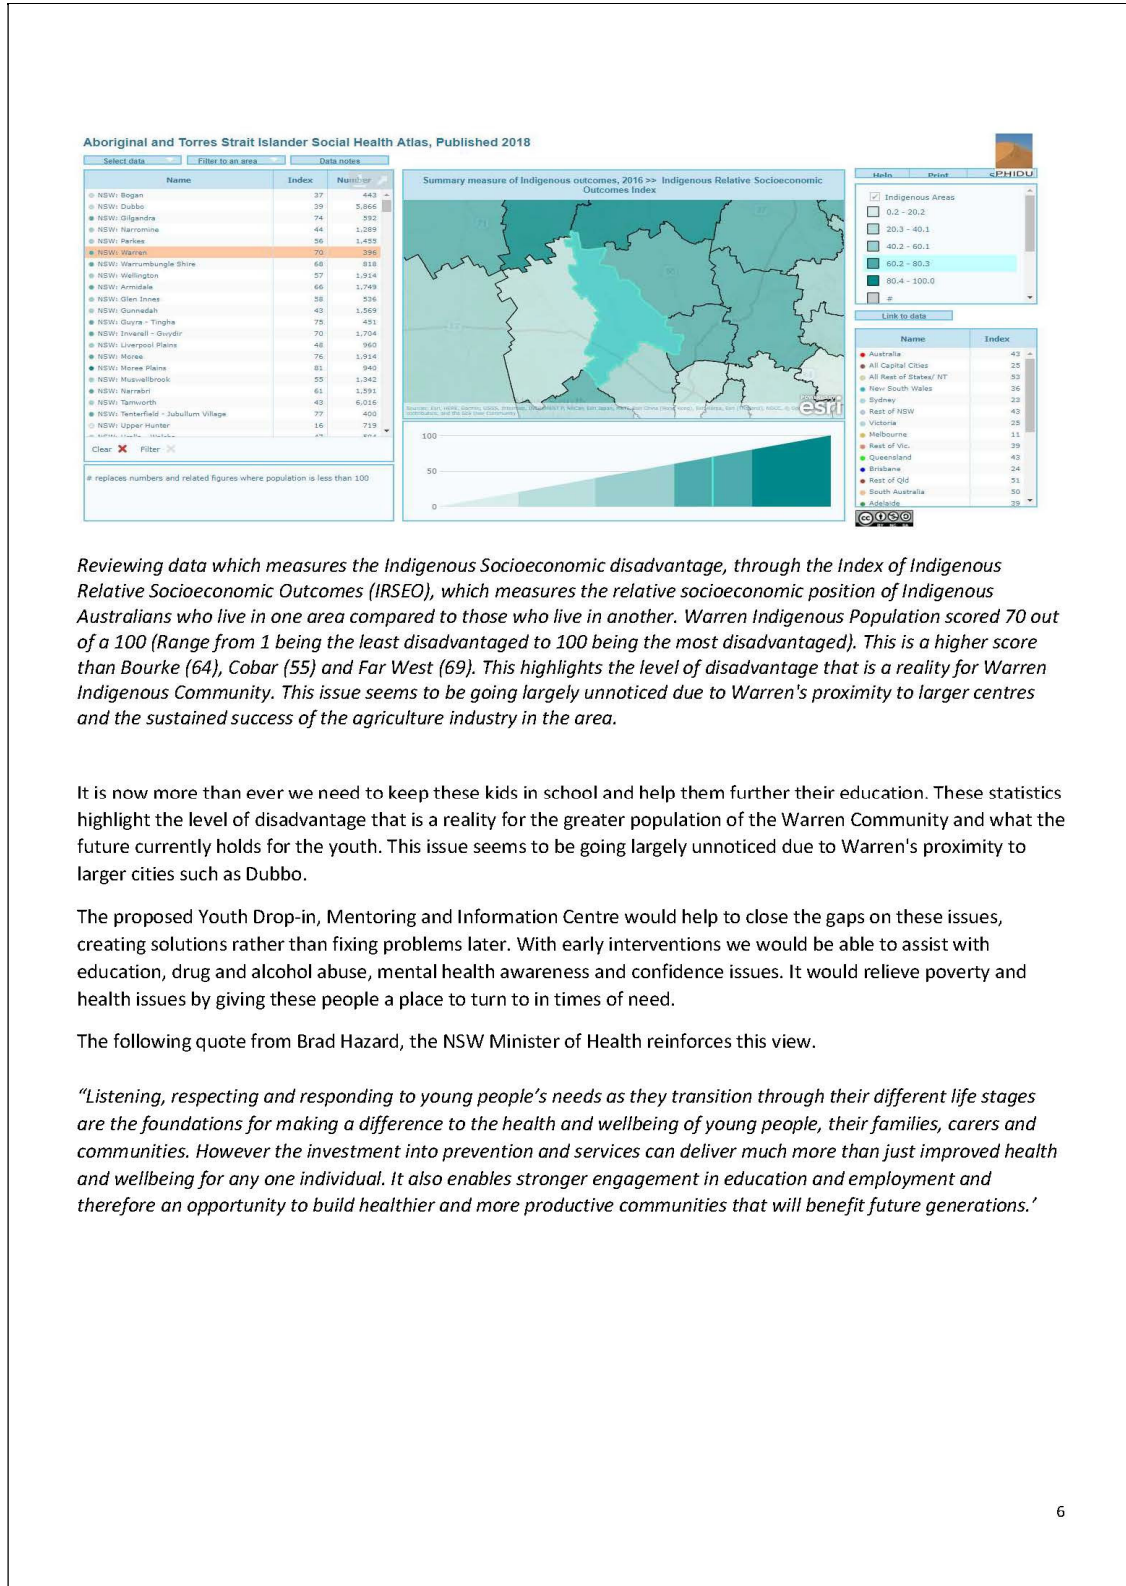 Aboriginal and Torres Strait Islander Social Health Atlas, Published 2018
PHIDU
Select data Filter to an area Data notes
Help Print
Name Index Number
NSW: Bogan 37 443
NSW: Dubbo 39 5,866
NSW: Gilgandra 74 592
NSW: Narromine 44 1,289
NSW: Parkes 56 1,455
NSW: Warren 70 396
NSW: Warrumbungle Shire 68 818
NSW: Wellington 57 1,914
NSW: Armidale 66 1,749
NSW: Glen Innes 58 536
NSW: Gunnedah 43 1,569
NSW: Guyra - Tingha 75 451
NSW: Inverell - Gwydir 70 1,704
NSW: Liverpool Plains 48 960
NSW: Moree 76 1,914
NSW: Moree Plains 81 940
NSW: Muswellbrook 55 1,342
NSW: Narrabri 61 1,591
NSW: Tamworth 43 6,016
NSW: Tenterfield - Jubullum Village 77 400
NSW: Upper Hunter 16 719
Clear Filter
# replaces numbers and related figures where population is less than 100
Summary measure of Indigenous outcomes, 2016 >> Indigenous Relative Socioeconomic
Outcomes Index
esri
100
50
0
Indigenous Areas
0.2 - 20.2
20.3 - 40.1
40.2 - 60.1
60.2 - 80.3
80.4 - 100.0
#
Link to data
Name Index
Australia 43
All Capital Cities 25
All Rest of States/ NT 53
New South Wales 36
Sydney 23
Rest of NSW 43
Victoria 25
Melbourne 11
Rest of Vic. 39
Queensland 43
Brisbane 24
Rest of Qld 51
South Australia 50
Adelaide 39
Reviewing data which measures the Indigenous Socioeconomic disadvantage, through the Index of Indigenous
Relative Socioeconomic Outcomes (IRSEO), which measures the relative socioeconomic position of Indigenous
Australians who live in one area compared to those who live in another. Warren Indigenous Population scored 70 out
of a 100 (Range from 1 being the least disadvantaged to 100 being the most disadvantaged). This is a higher score
than Bourke (64), Cobar (55) and Far West (69). This highlights the level of disadvantage that is a reality for Warren
Indigenous Community. This issue seems to be going largely unnoticed due to Warren's proximity to larger centres
and the sustained success of the agriculture industry in the area.
It is now more than ever we need to keep these kids in school and help them further their education. These statistics
highlight the level of disadvantage that is a reality for the greater population of the Warren Community and what the
future currently holds for the youth. This issue seems to be going largely unnoticed due to Warren's proximity to
larger cities such as Dubbo.
The proposed Youth Drop-in, Mentoring and Information Centre would help to close the gaps on these issues,
creating solutions rather than fixing problems later. With early interventions we would be able to assist with
education, drug and alcohol abuse, mental health awareness and confidence issues. It would relieve poverty and
health issues by giving these people a place to turn to in times of need.
The following quote from Brad Hazard, the NSW Minister of Health reinforces this view.
“Listening, respecting and responding to young people’s needs as they transition through their different life stages
are the foundations for making a difference to the health and wellbeing of young people, their families, carers and
communities. However the investment into prevention and services can deliver much more than just improved health
and wellbeing for any one individual. It also enables stronger engagement in education and employment and
therefore an opportunity to build healthier and more productive communities that will benefit future generations.’
6